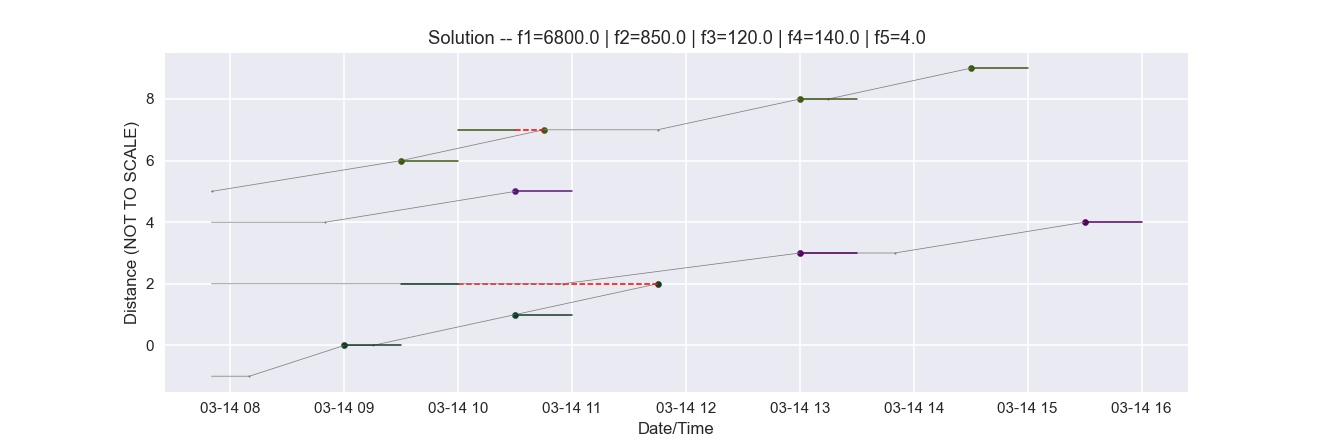 Solution -- f1=6800.0 | f2=850.0 | f3=120.0 | f4=140.0 | f5=4.0
Distance (NOT TO SCALE)
8
6
4
2
0
03-14 08 03-14 09 03-14 10 03-14 11 03-14 12 03-14 13 03-14 14 03-14 15 03-14 16
Date/Time